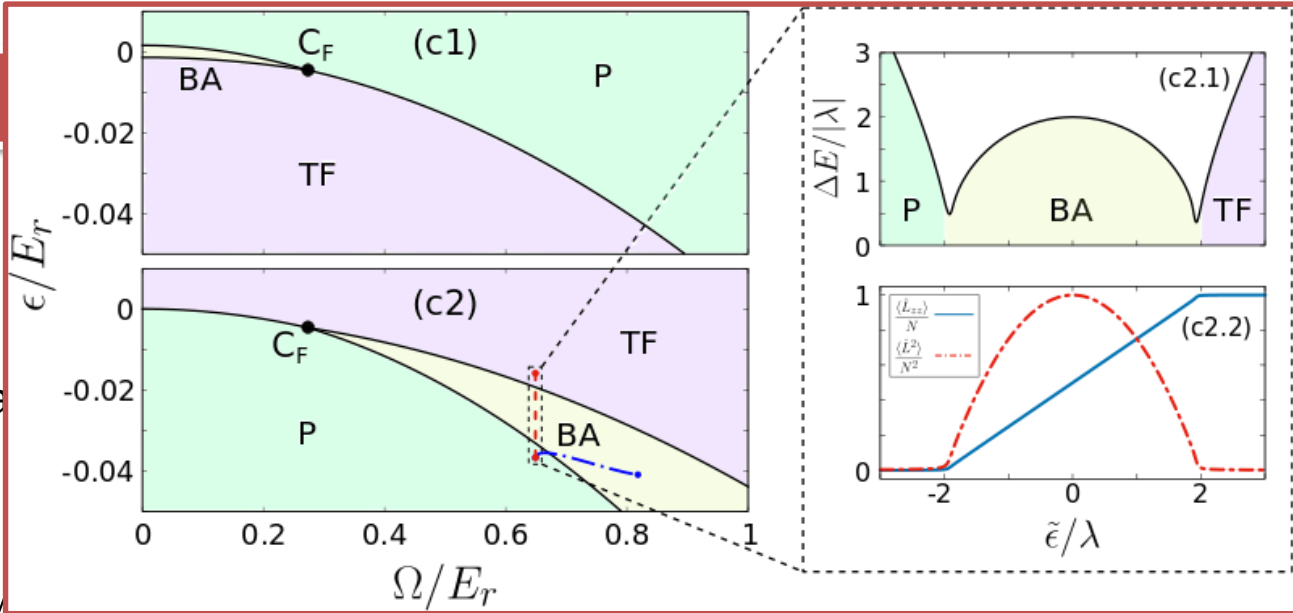 (c1)
C_F
BA
P
TF
0
-0.02
-0.04
(c2)
C_F
TF
BA
P
0
-0.02
-0.04
ϵ/E_r
0 0.2 0.4 0.6 0.8 1
Ω/E_r
(c2.1)
3
2
1
0
ΔE/|λ|
P BA TF
1
0
⟨L̂_zz⟩/N
⟨L̂²⟩/N²
(c2.2)
-2 0 2
ϵ̃/λ